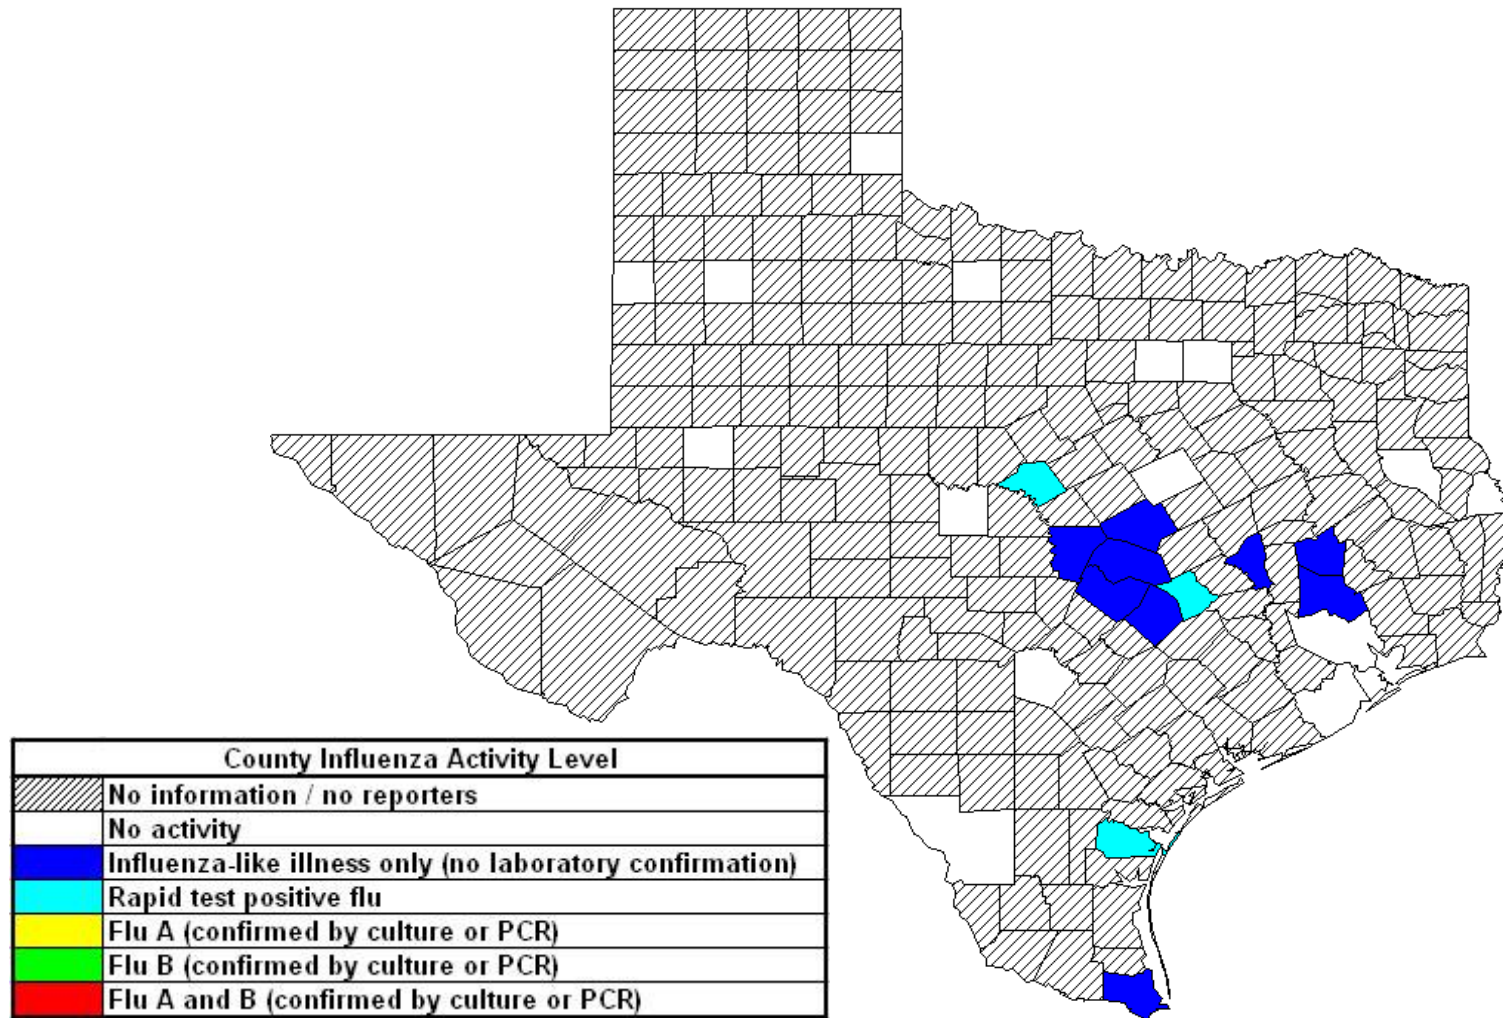 County Influenza Activity Level
No information / no reporters
No activity
Influenza-like illness only (no laboratory confirmation)
Rapid test positive flu
Flu A (confirmed by culture or PCR)
Flu B (confirmed by culture or PCR)
Flu A and B (confirmed by culture or PCR)